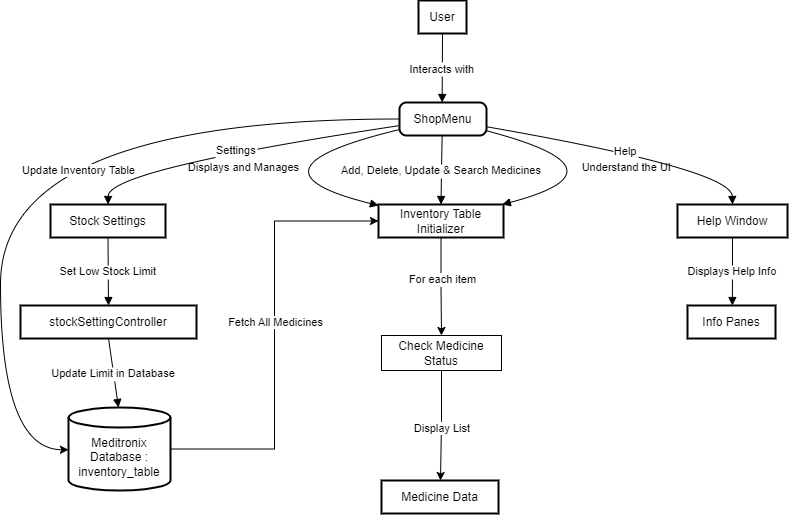 User
Interacts with
ShopMenu
Settings
Help
Update Inventory Table
Displays and Manages
Add, Delete, Update & Search Medicines
Understand the UI
Stock Settings
Inventory Table
Initializer
Help Window
Set Low Stock Limit
For each item
Displays Help Info
stockSettingController
Fetch All Medicines
Info Panes
Check Medicine
Status
Update Limit in Database
Display List
Meditronix
Database :
inventory_table
Medicine Data